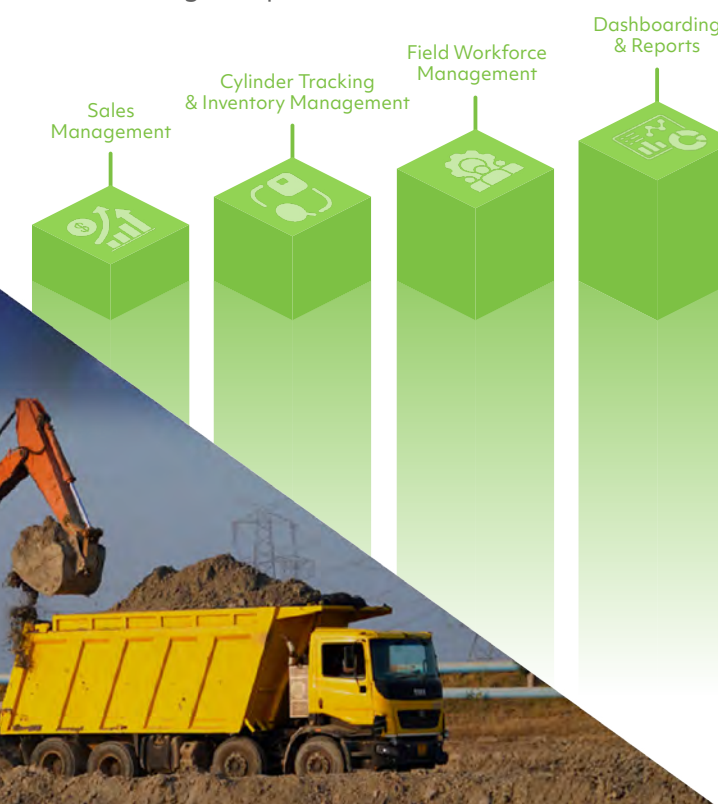 Dashboarding
& Reports
Field Workforce
Management
Cylinder Tracking
& Inventory Management
Sales
Management